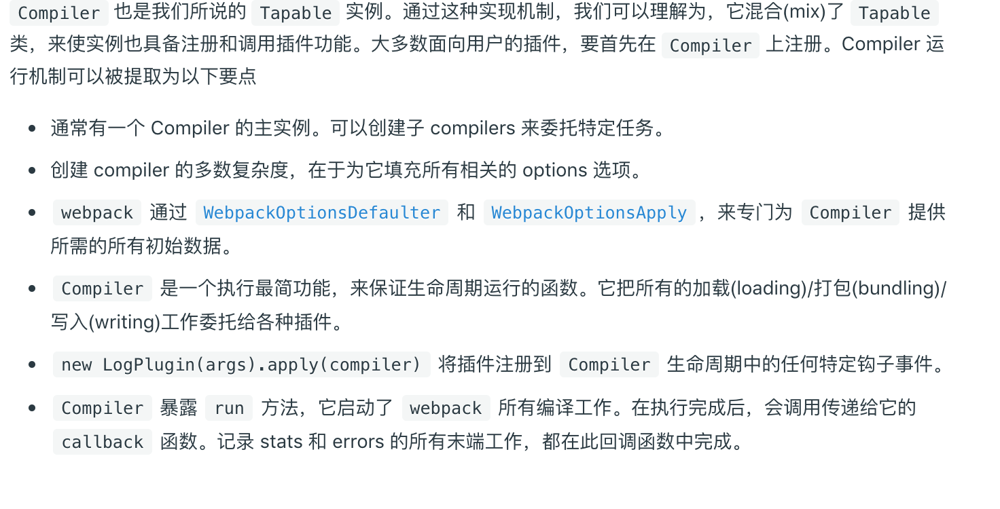 Compiler 也是我们所说的 Tapable 实例。通过这种实现机制，我们可以理解为，它混合(mix)了 Tapable
类，来使实例也具备注册和调用插件功能。大多数面向用户的插件，要首先在 Compiler 上注册。Compiler 运
行机制可以被提取为以下要点
• 通常有一个 Compiler 的主实例。可以创建子 compilers 来委托特定任务。
• 创建 compiler 的多数复杂度，在于为它填充所有相关的 options 选项。
• webpack 通过 WebpackOptionsDefaulter 和 WebpackOptionsApply，来专门为 Compiler 提供
所需的所有初始数据。
• Compiler 是一个执行最简功能，来保证生命周期运行的函数。它把所有的加载(loading)/打包(bundling)/
写入(writing)工作委托给各种插件。
• new LogPlugin(args).apply(compiler) 将插件注册到 Compiler 生命周期中的任何特定钩子事件。
• Compiler 暴露 run 方法，它启动了 webpack 所有编译工作。在执行完成后，会调用传递给它的
callback 函数。记录 stats 和 errors 的所有末端工作，都在此回调函数中完成。